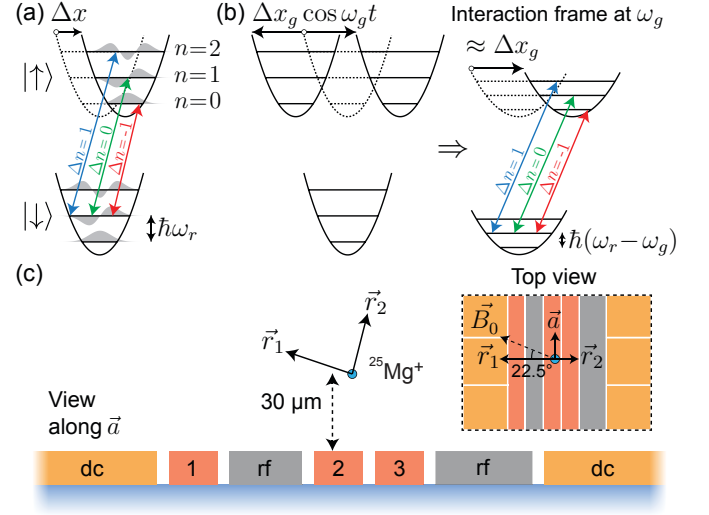 (a)
Δx
n=2
n=1
n=0
|↑⟩
Δn= 1
Δn= 0
Δn= -1
|↓⟩
ħω_r
(b)
Δx_g cos ω_g t
⇒
Interaction frame at ω_g
≈ Δx_g
Δn= 1
Δn= 0
Δn= -1
ħ(ω_r − ω_g)
(c)
View
along a⃗
r⃗_1
r⃗_2
²⁵Mg⁺
30 µm
Top view
B⃗_0
a⃗
r⃗_1
r⃗_2
22.5°
dc
1
rf
2
3
rf
dc